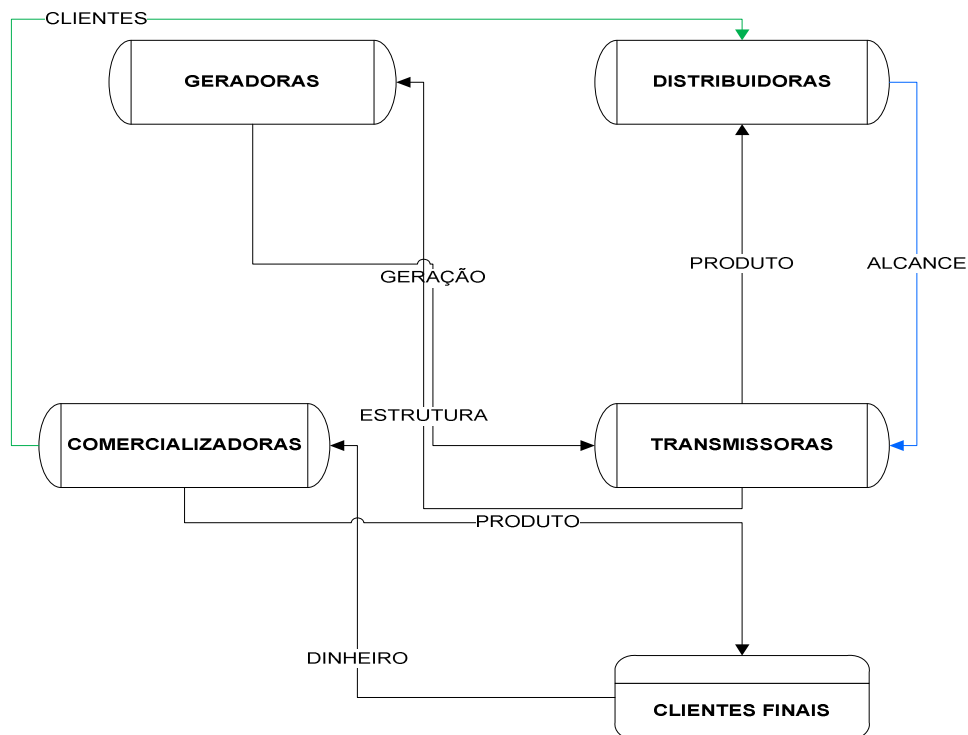 CLIENTES
GERADORAS
DISTRIBUIDORAS
GERAÇÃO
PRODUTO
ALCANCE
ESTRUTURA
COMERCIALIZADORAS
TRANSMISSORAS
PRODUTO
DINHEIRO
CLIENTES FINAIS